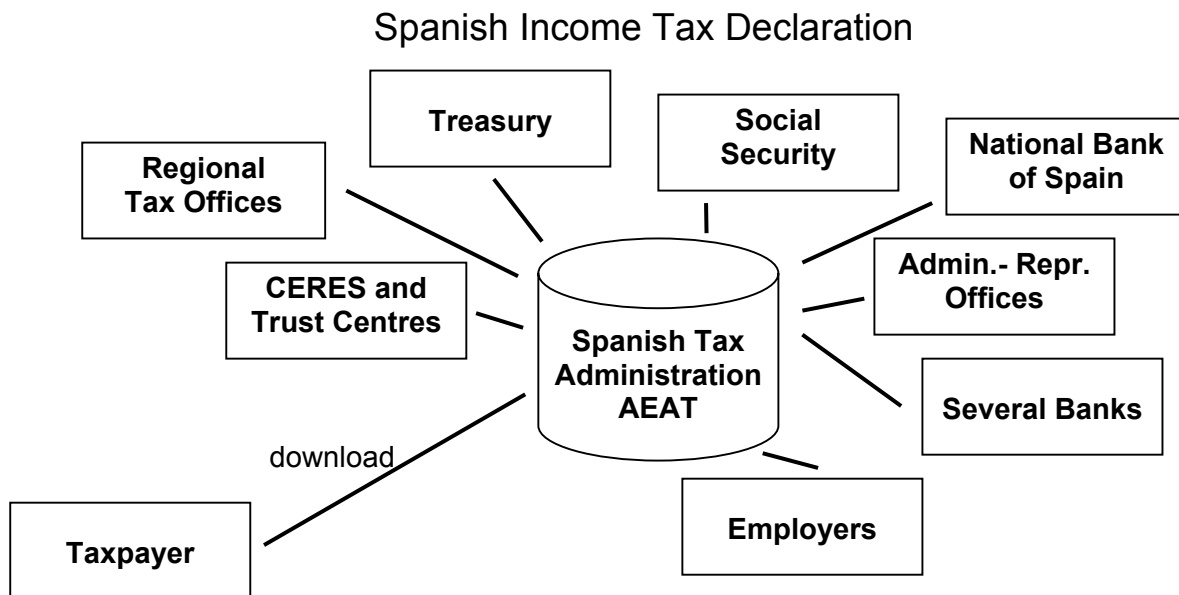 Spanish Income Tax Declaration
Treasury
Social
Security
National Bank
of Spain
Regional
Tax Offices
Admin.- Repr.
Offices
CERES and
Trust Centres
Spanish Tax
Administration
AEAT
Several Banks
download
Employers
Taxpayer